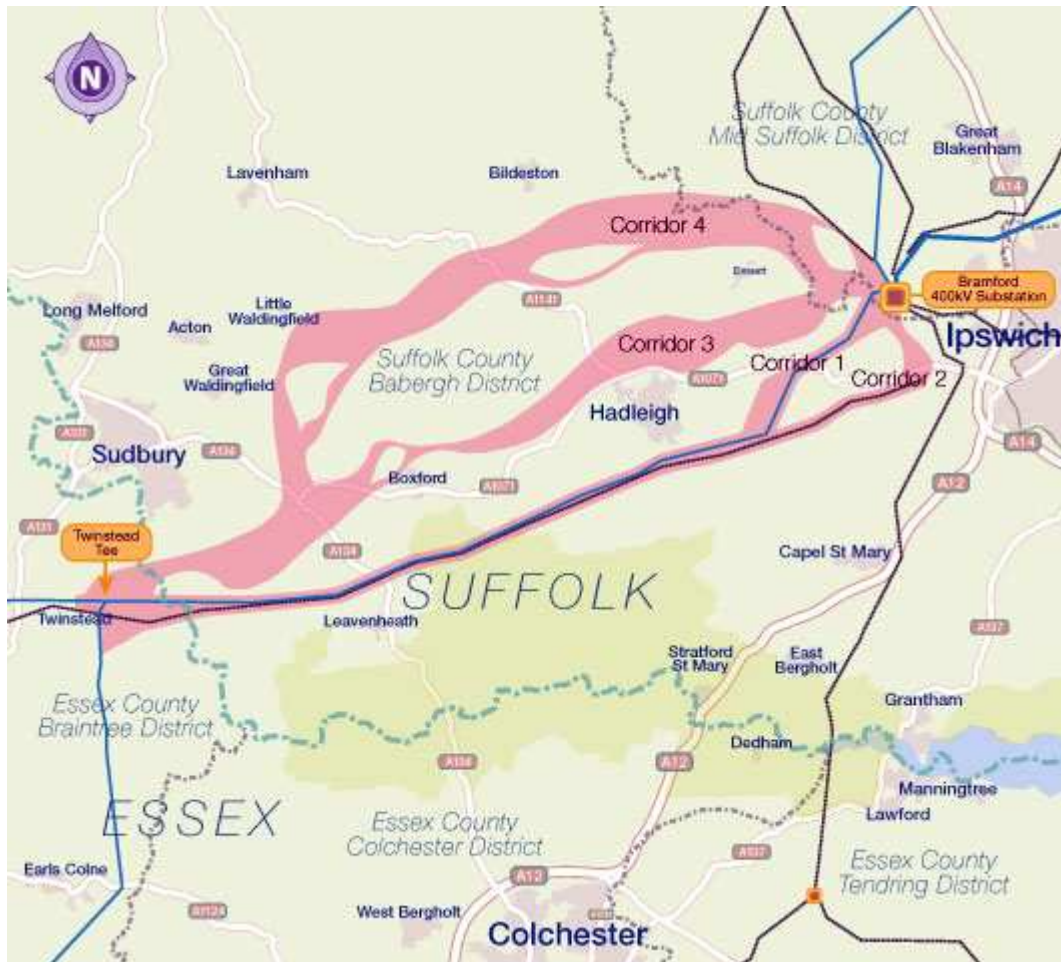 N
Suffolk County
Mid Suffolk District
Great
Blakenham
Lavenham
Bildeston
A14
Corridor 4
Bramford
400kV Substation
Long Melford
Little
Waldingfield
A1141
Acton
Ipswich
Corridor 3
Suffolk County
Babergh District
Corridor 1
Great
Waldingfield
Corridor 2
A1071
Hadleigh
Sudbury
A134
A14
Boxford
A1071
A12
A131
Twinstead
Tee
A134
Capel St Mary
SUFFOLK
Twinstead
Leavenheath
A137
Stratford
St Mary
East
Bergholt
Essex County
Braintree District
Grantham
Dedham
A12
Manningtree
ESSEX
Lawford
Essex County
Colchester District
A137
Essex County
Tendring District
Earls Colne
A12
A1124
West Bergholt
Colchester